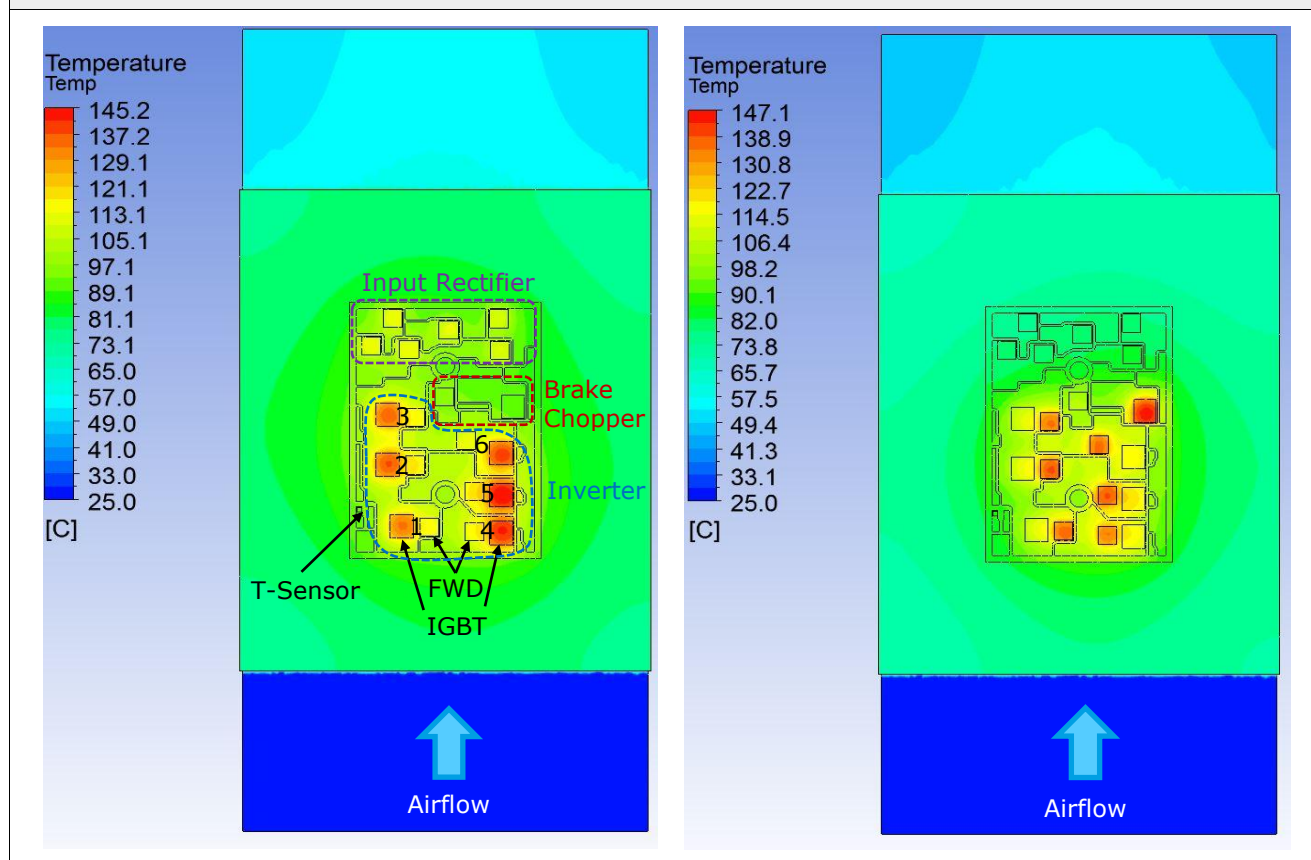 Temperature
Temp
145.2
137.2
129.1
121.1
113.1
105.1
97.1
89.1
81.1
73.1
65.0
57.0
49.0
41.0
33.0
25.0
[C]
Input Rectifier
Brake
Chopper
3
6
2
5
Inverter
1
4
T-Sensor
FWD
IGBT
Airflow
Temperature
Temp
147.1
138.9
130.8
122.7
114.5
106.4
98.2
90.1
82.0
73.8
65.7
57.5
49.4
41.3
33.1
25.0
[C]
Airflow